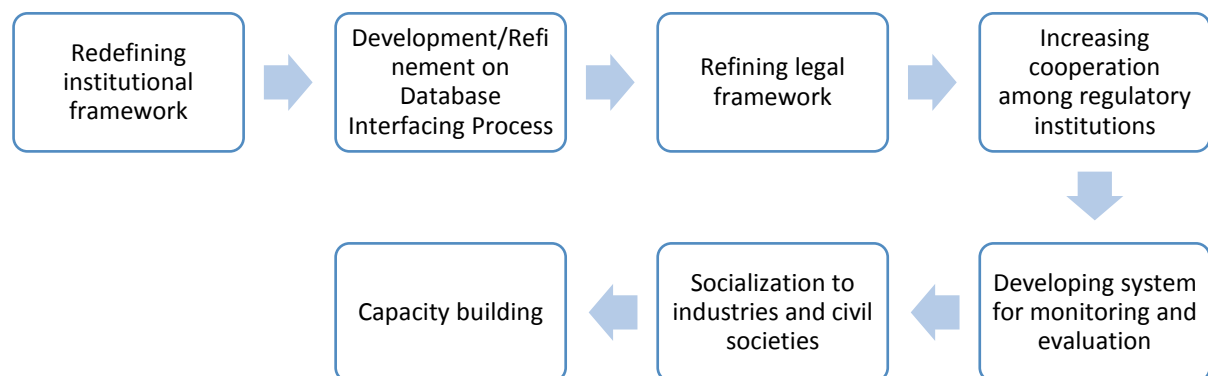 Redefining
institutional
framework
Development/Refi
nement on
Database
Interfacing Process
Refining legal
framework
Increasing
cooperation
among regulatory
institutions
Developing system
for monitoring and
evaluation
Socialization to
industries and civil
societies
Capacity building